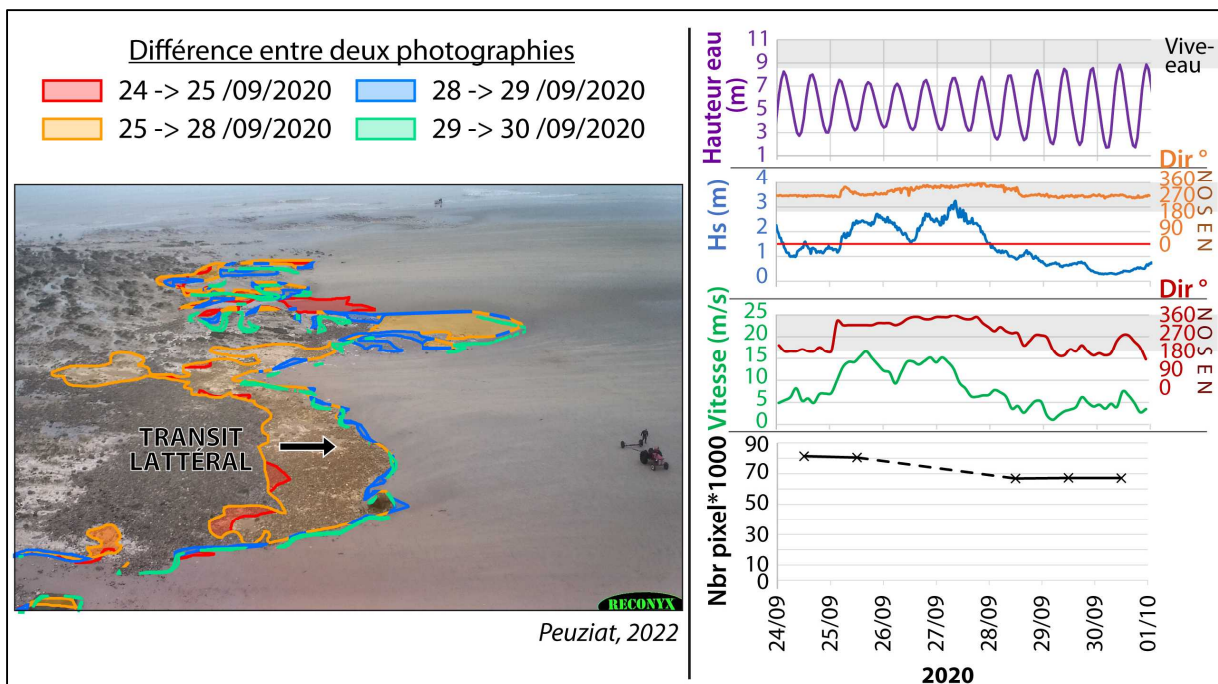 Différence entre deux photographies
24 -> 25 /09/2020
28 -> 29 /09/2020
25 -> 28 /09/2020
29 -> 30 /09/2020
TRANSIT
LATTÉRAL
RECONYX
Peuziat, 2022
Hauteur eau
(m)
11
9
7
5
3
1
Vive-
eau
Hs (m)
4
3
2
1
0
Dir °
360
180
90
0
N O S E N
Vitesse (m/s)
25
20
15
10
5
0
Dir °
360
270
180
90
0
N O S E N
Nbr pixel*1000
90
70
50
30
10
0
24/09
25/09
26/09
27/09
28/09
29/09
30/09
01/10
2020